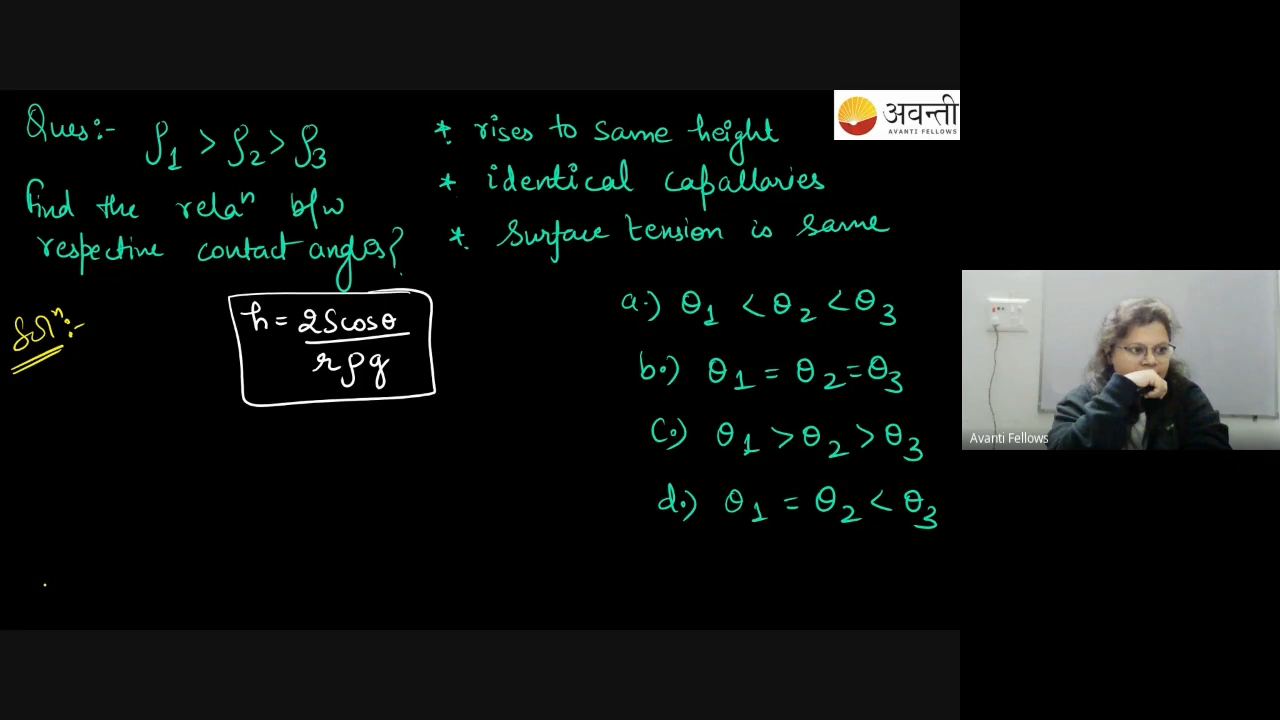 Ques:- ρ1 > ρ2 > ρ3
Find the relaⁿ b/w
respective contact angles?
* rises to same height
* identical capallaries
* surface tension is same
अवन्ती
AVANTI FELLOWS
Solⁿ:-
h = 2Scosθ / rρg
a.) θ1 < θ2 < θ3
b.) θ1 = θ2 = θ3
c.) θ1 > θ2 > θ3
d.) θ1 = θ2 < θ3
Avanti Fellows